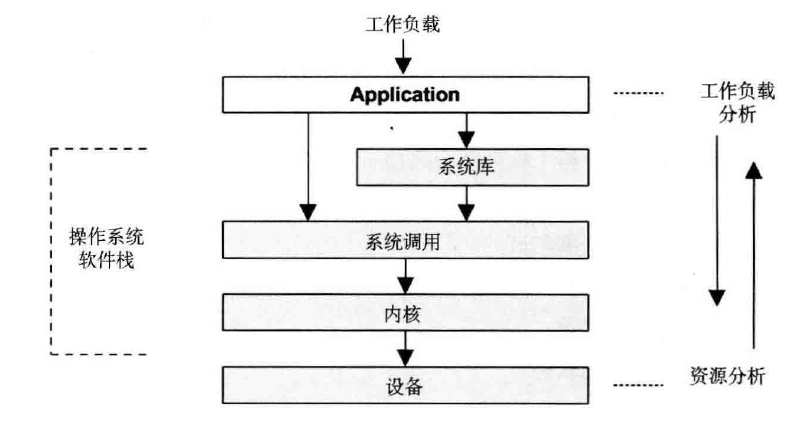 工作负载
Application
工作负载
分析
系统库
操作系统
软件栈
系统调用
内核
设备
资源分析